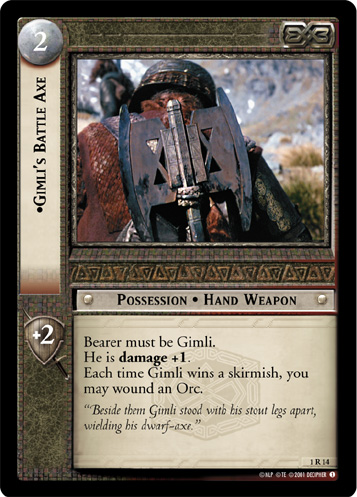 2
•Gimli's Battle Axe
Possession • Hand Weapon
+2
Bearer must be Gimli.
He is damage +1.
Each time Gimli wins a skirmish, you
may wound an Orc.
“‘Beside them Gimli stood with his stout legs apart,
wielding his dwarf-axe.”
1 R 14
©NLP ©TE ©2001 DECIPHER